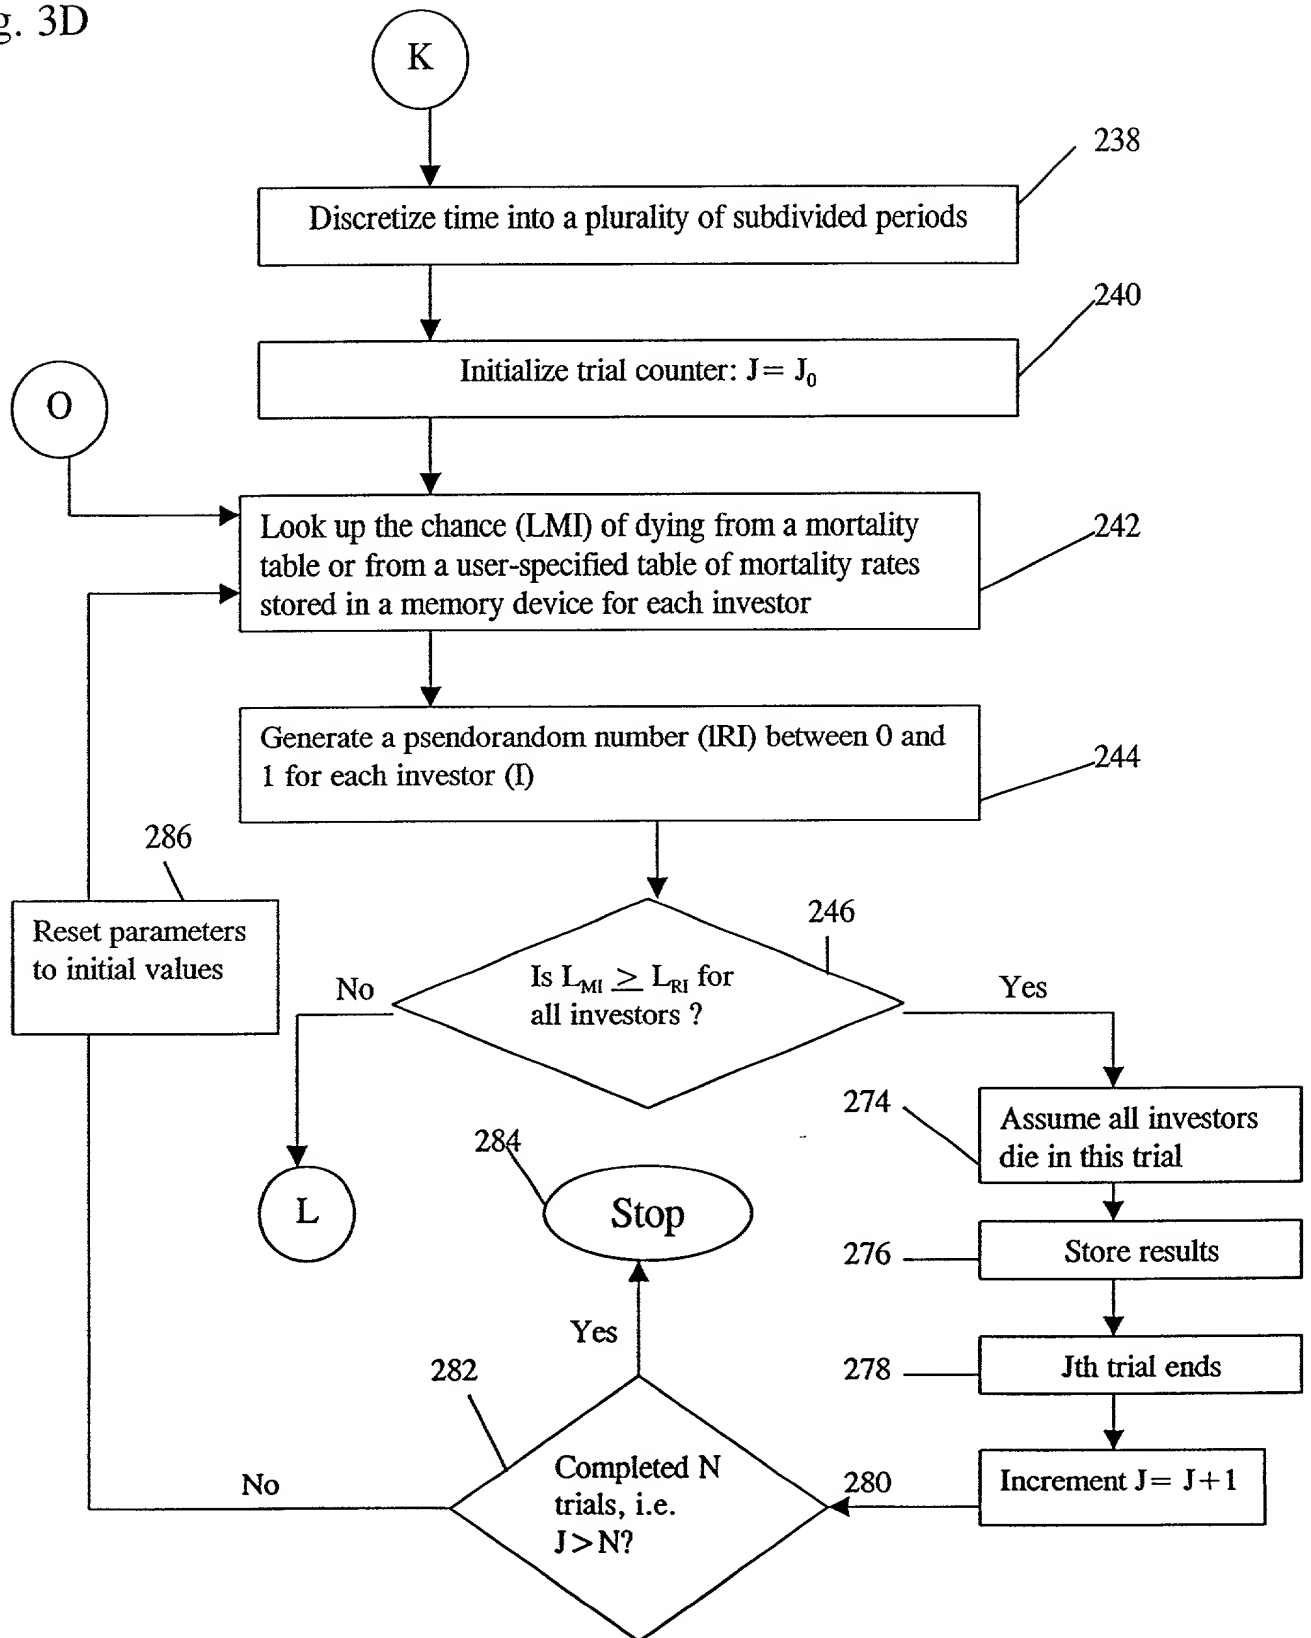 g. 3D
K
238
Discretize time into a plurality of subdivided periods
240
Initialize trial counter: J= J₀
O
Look up the chance (LMI) of dying from a mortality
table or from a user-specified table of mortality rates
stored in a memory device for each investor
242
Generate a psendorandom number (lRI) between 0 and
1 for each investor (I)
244
286
Reset parameters
to initial values
246
Is L_MI ≥ L_RI for
all investors ?
No
Yes
274
Assume all investors
die in this trial
284
Stop
L
276
Store results
Yes
278
Jth trial ends
282
Completed N
trials, i.e.
J>N?
280
Increment J= J+1
No